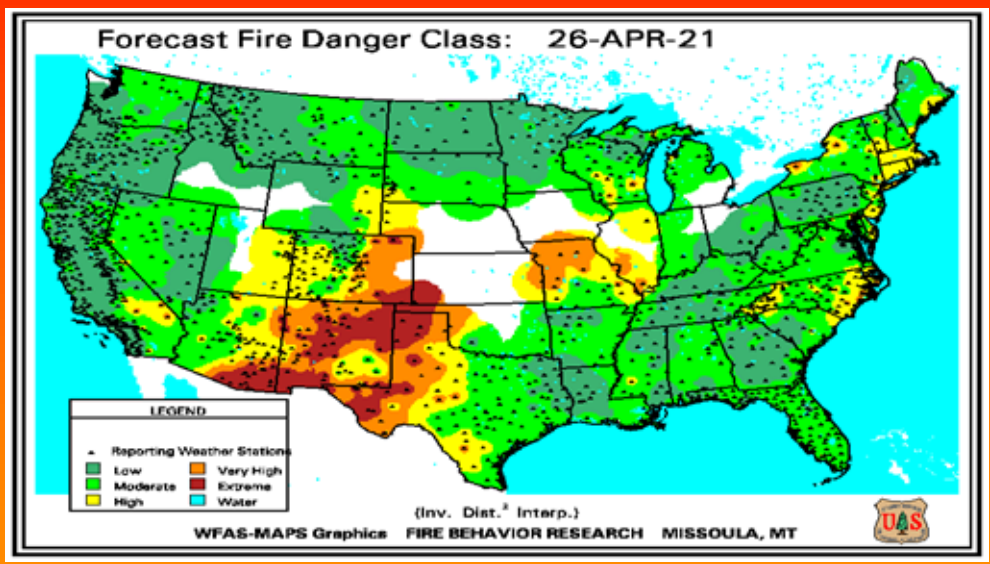 Forecast Fire Danger Class: 26-APR-21
LEGEND
Reporting Weather Stations
Low
Very High
Moderate
Extreme
High
Water
(Inv. Dist.² Interp.)
WFAS-MAPS Graphics FIRE BEHAVIOR RESEARCH MISSOULA, MT
U S